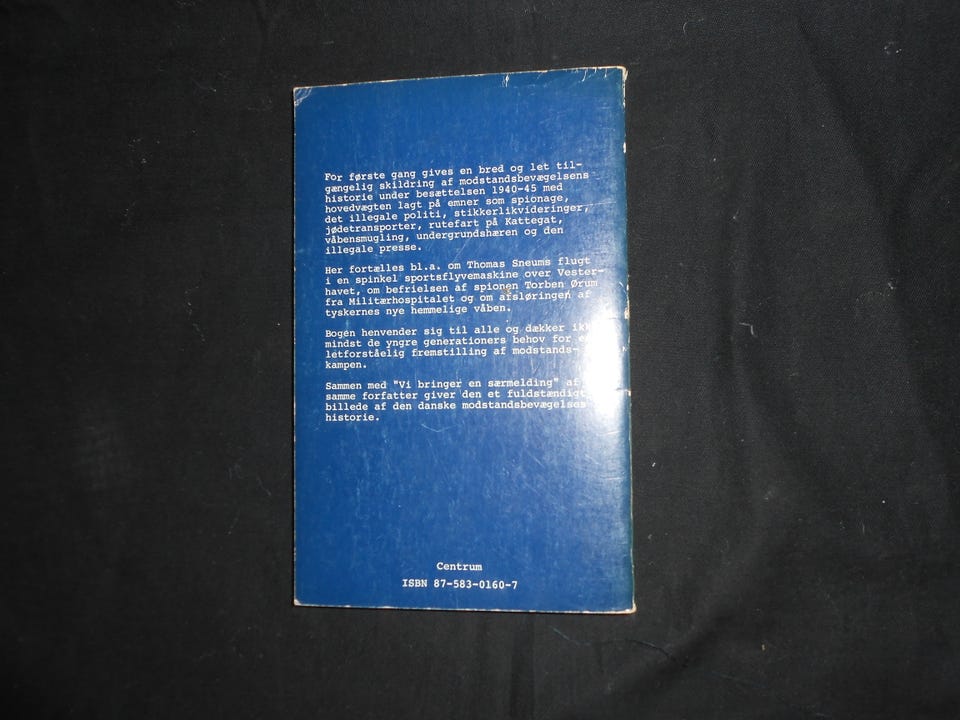 For første gang gives en bred og let til-
gængelig skildring af modstandsbevægelsens
historie under besættelsen 1940-45 med
hovedvægten lagt på emner som spionage,
det illegale politi, stikkerlikvideringer,
jødetransporter, rutefart på Kattegat,
våbensmugling, undergrundshæren og den
illegale presse.
Her fortælles bl.a. om Thomas Sneums flugt
i en spinkel sportsflyvemaskine over Vester-
havet, om befrielsen af spionen Torben Ørum
fra Militærhospitalet og om afsløringen af
tyskernes nye hemmelige våben.
Bogen henvender sig til alle og dækker ikke
mindst de yngre generationers behov for en
letforståelig fremstilling af modstands-
kampen.
Sammen med "Vi bringer en særmelding" af
samme forfatter giver den et fuldstændigt
billede af den danske modstandsbevægelses
historie.
Centrum
ISBN 87-583-0160-7